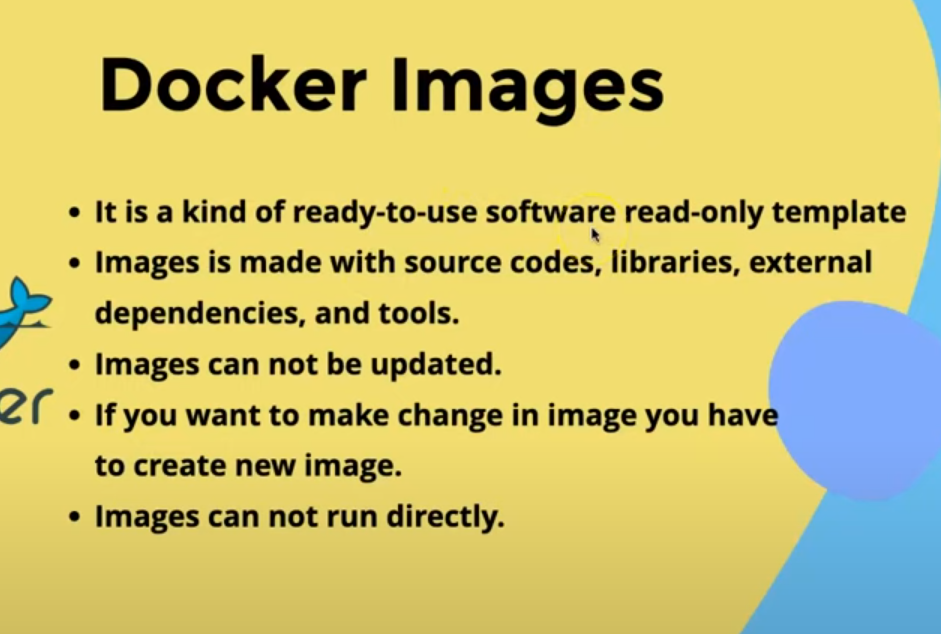 Docker Images
• It is a kind of ready-to-use software read-only template
• Images is made with source codes, libraries, external
dependencies, and tools.
• Images can not be updated.
er
• If you want to make change in image you have
to create new image.
• Images can not run directly.